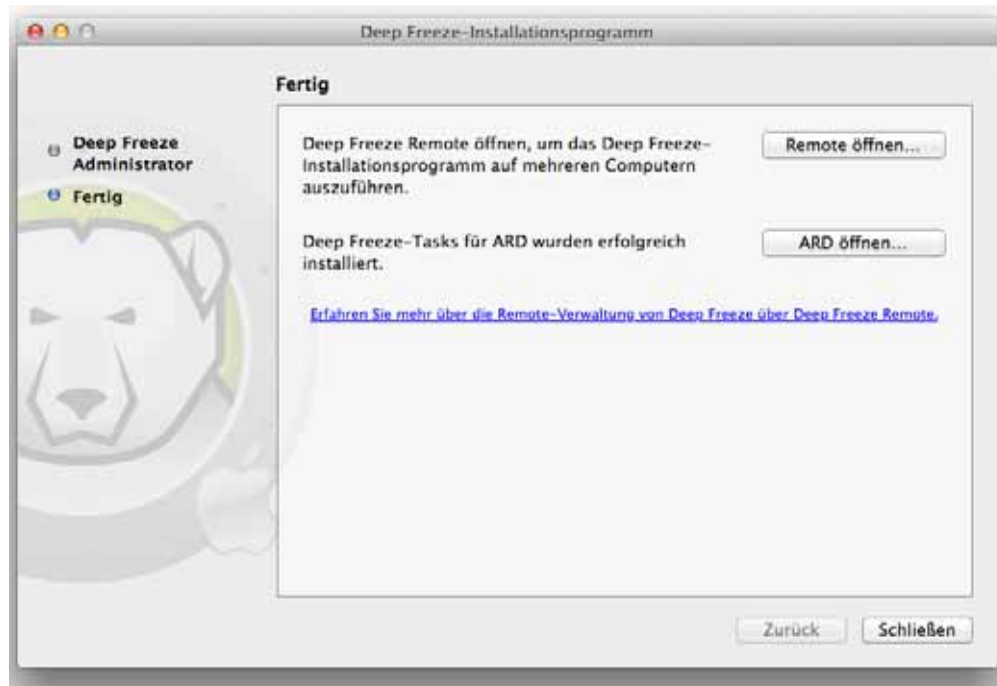 Deep Freeze-Installationsprogramm
Fertig
Deep Freeze
Administrator
Fertig
Deep Freeze Remote öffnen, um das Deep Freeze-
Installationsprogramm auf mehreren Computern
auszuführen.
Remote öffnen...
Deep Freeze-Tasks für ARD wurden erfolgreich
installiert.
ARD öffnen...
Erfahren Sie mehr über die Remote-Verwaltung von Deep Freeze über Deep Freeze Remote.
Zurück
Schließen